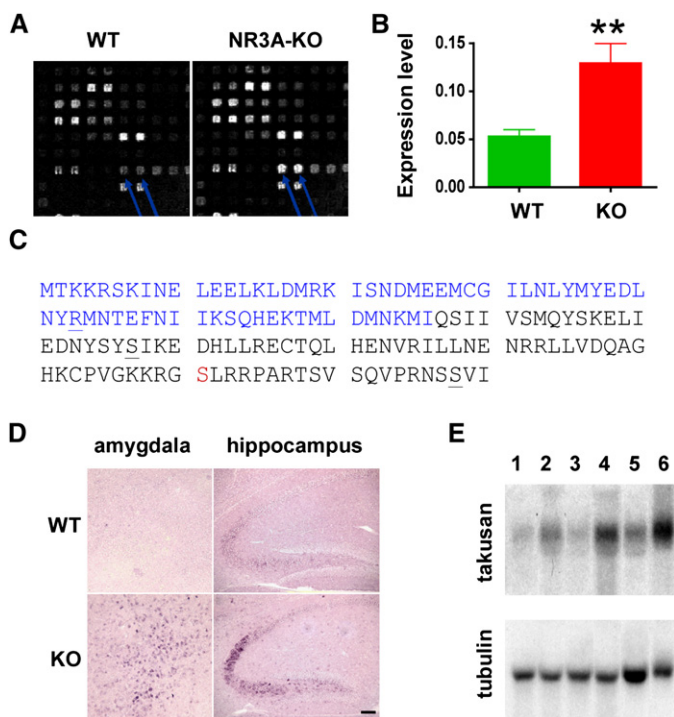 A
WT NR3A-KO
B
Expression level
0.15
0.10
0.05
0.00
**
WT KO
C
MTKKRSKINE LEELKLDMRK ISNDMEEMCG ILNLYMYEDL
NYRMNTEFNI IKSQHEKTML DMNKMIQSII VSMQYSKELI
EDNYSYSIKE DHLLRECTQL HENVRILLNE NRRLLVDQAG
HKCPVGKKRG SLRRPARTSV SQVPRNSSVI
D
amygdala hippocampus
WT
KO
E
1 2 3 4 5 6
takusan
tubulin